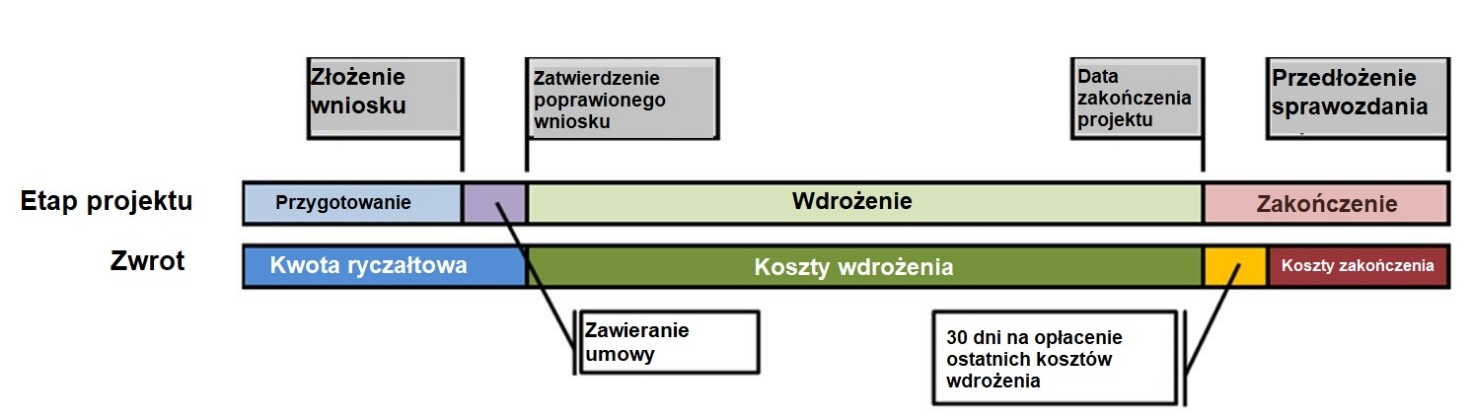 Złożenie
wniosku
Zatwierdzenie
poprawionego
wniosku
Data
zakończenia
projektu
Przedłożenie
sprawozdania
Etap projektu
Przygotowanie
Wdrożenie
Zakończenie
Zwrot
Kwota ryczałtowa
Koszty wdrożenia
Koszty zakończenia
Zawieranie
umowy
30 dni na opłacenie
ostatnich kosztów
wdrożenia